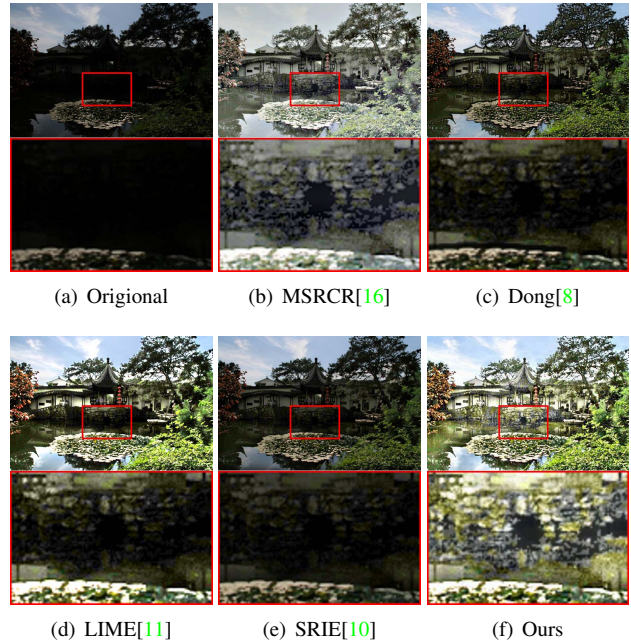 (a) Origional
(b) MSRCR[16]
(c) Dong[8]
(d) LIME[11]
(e) SRIE[10]
(f) Ours